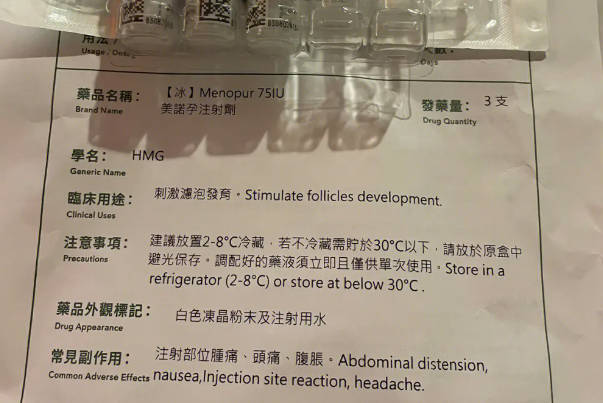 用法 /
Usage / Dosage
天數：
Days
藥品名稱：
Brand Name
【冰】Menopur 75IU
美諾孕注射劑
發藥量：
Drug Quantity
3 支
學名：
Generic Name
HMG
臨床用途：
Clinical Uses
刺激濾泡發育。Stimulate follicles development.
注意事項：
Precautions
建議放置2-8°C冷藏，若不冷藏需貯於30°C以下，請放於原盒中
避光保存。調配好的藥液須立即且僅供單次使用。Store in a
refrigerator (2-8°C) or store at below 30°C .
藥品外觀標記：
Drug Appearance
白色凍晶粉末及注射用水
常見副作用：
Common Adverse Effects
注射部位腫痛、頭痛、腹脹。Abdominal distension,
nausea,Injection site reaction, headache.